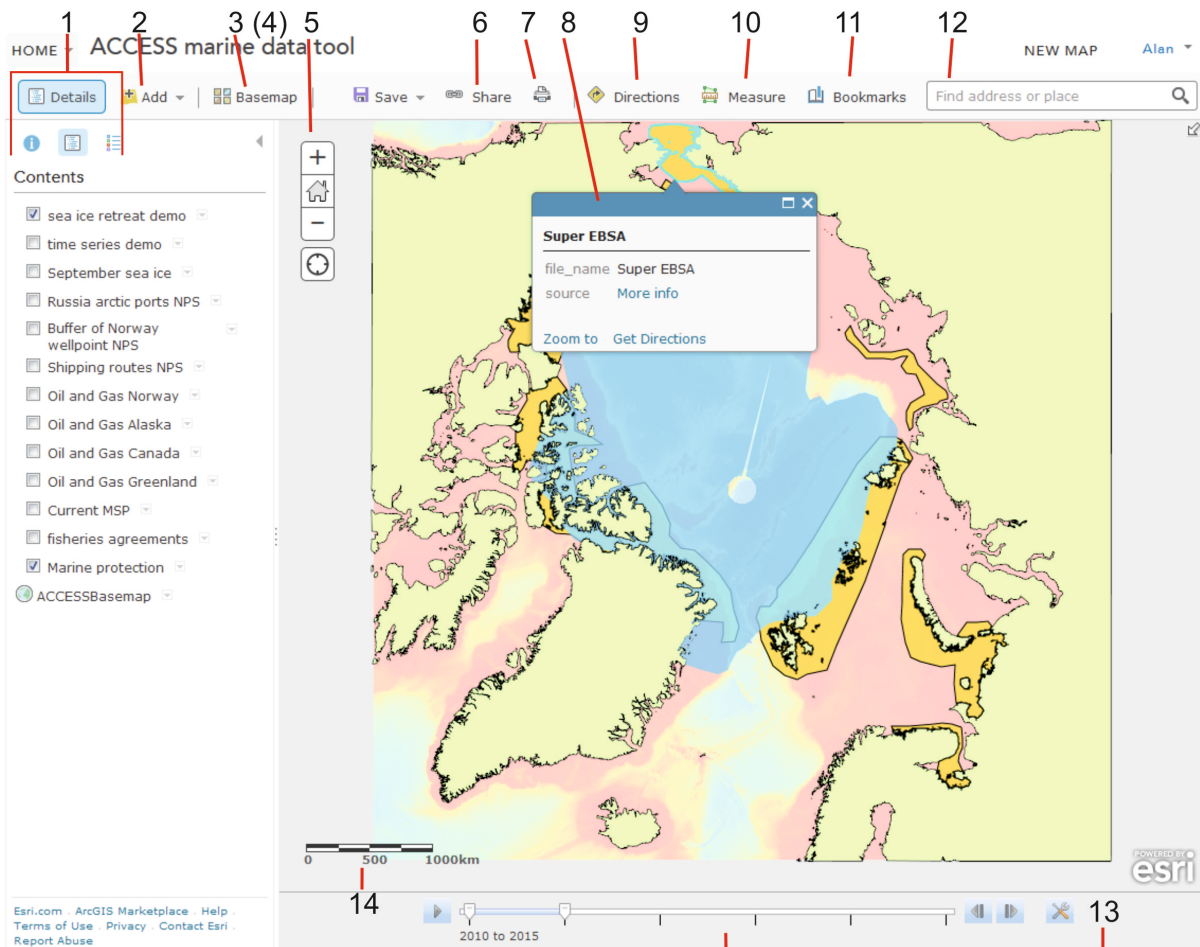 1 2 3 (4) 5 6 7 8 9 10 11 12
HOME ACCESS marine data tool NEW MAP Alan
Details Add Basemap Save Share Directions Measure Bookmarks Find address or place
Contents
sea ice retreat demo
time series demo
September sea ice
Russia arctic ports NPS
Buffer of Norway
wellpoint NPS
Shipping routes NPS
Oil and Gas Norway
Oil and Gas Alaska
Oil and Gas Canada
Oil and Gas Greenland
Current MSP
fisheries agreements
Marine protection
ACCESSBasemap
Super EBSA
file_name Super EBSA
source More info
Zoom to Get Directions
0 500 1000km
POWERED BY
esri
14
13
2010 to 2015
Esri.com . ArcGIS Marketplace . Help .
Terms of Use . Privacy . Contact Esri .
Report Abuse